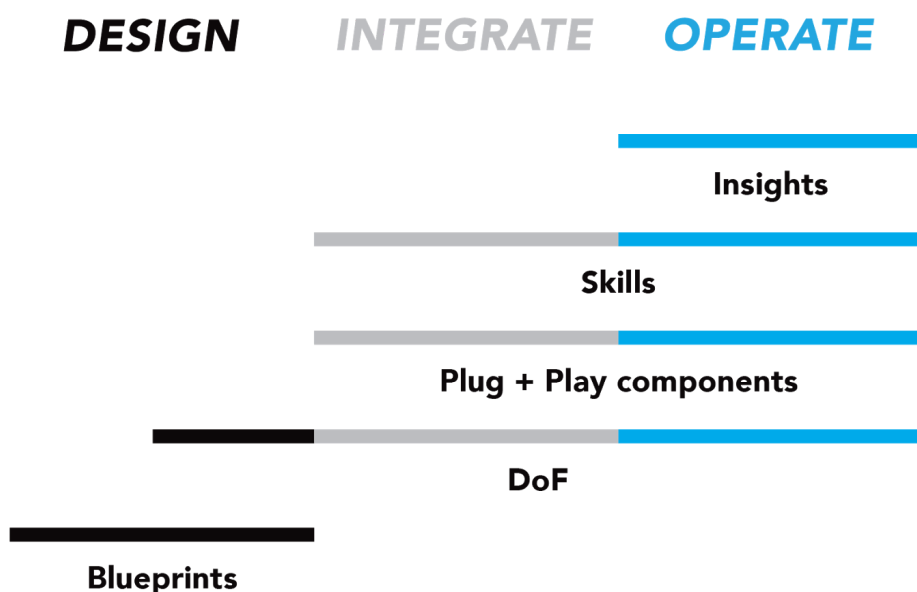 DESIGN INTEGRATE OPERATE
Insights
Skills
Plug + Play components
DoF
Blueprints